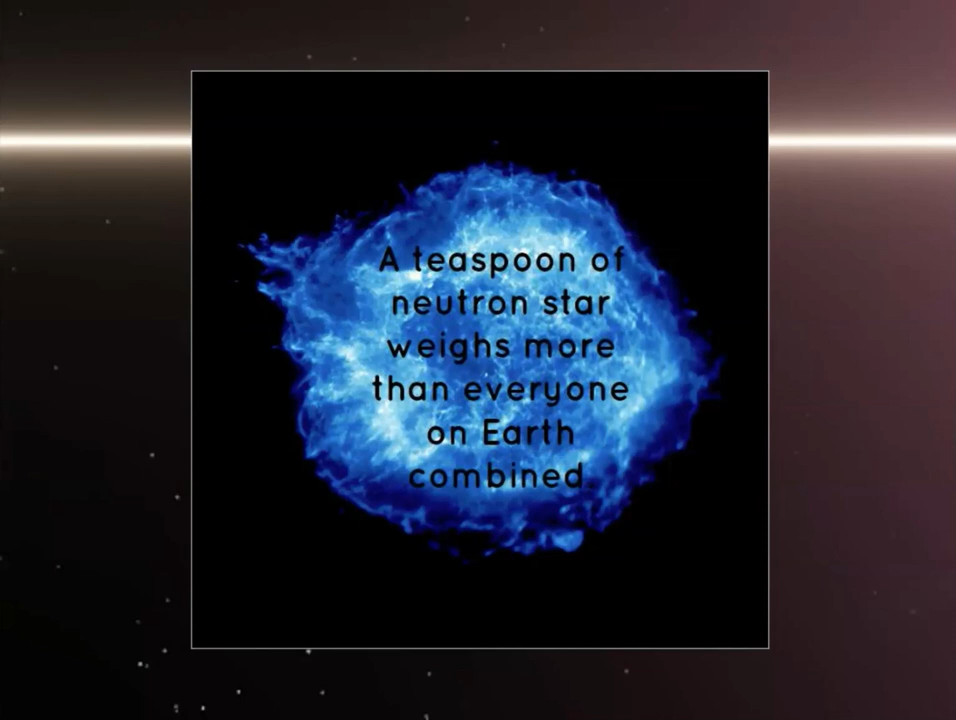 A teaspoon of
neutron star
weighs more
than everyone
on Earth
combined.